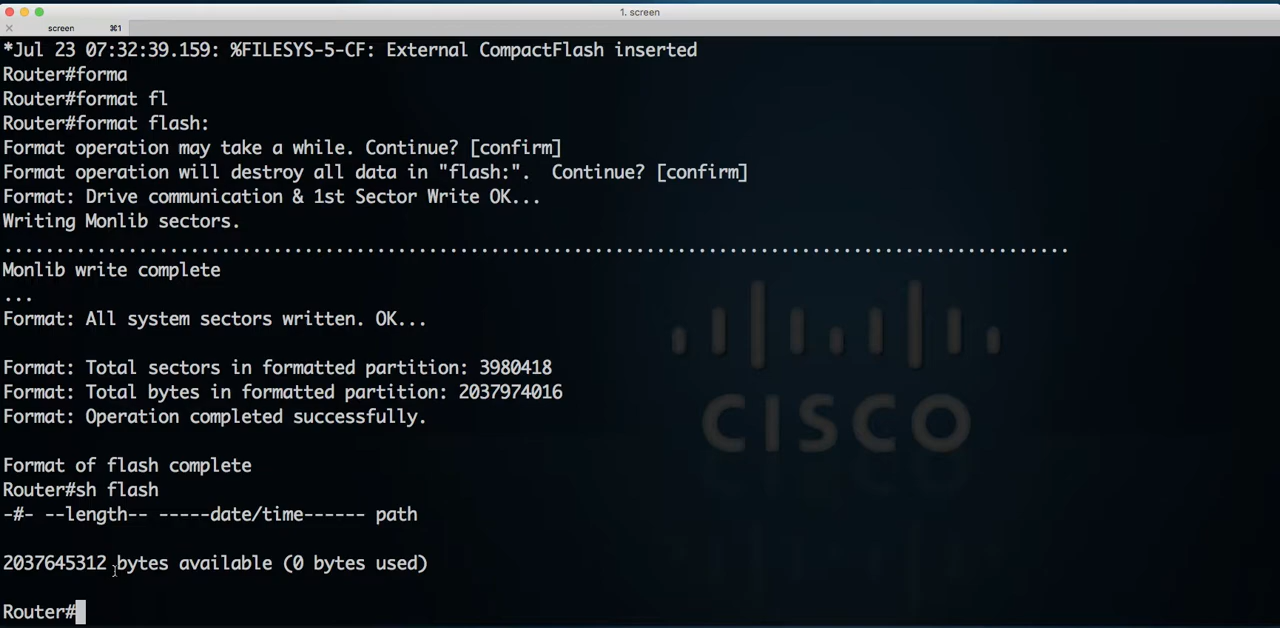 1. screen
screen ⌘1
*Jul 23 07:32:39.159: %FILESYS-5-CF: External CompactFlash inserted
Router#forma
Router#format fl
Router#format flash:
Format operation may take a while. Continue? [confirm]
Format operation will destroy all data in "flash:".  Continue? [confirm]
Format: Drive communication & 1st Sector Write OK...
Writing Monlib sectors.
.......................................................................................................
Monlib write complete
...
Format: All system sectors written. OK...
Format: Total sectors in formatted partition: 3980418
Format: Total bytes in formatted partition: 2037974016
Format: Operation completed successfully.
Format of flash complete
Router#sh flash
-#- --length-- -----date/time------ path
2037645312 bytes available (0 bytes used)
Router#
CISCO